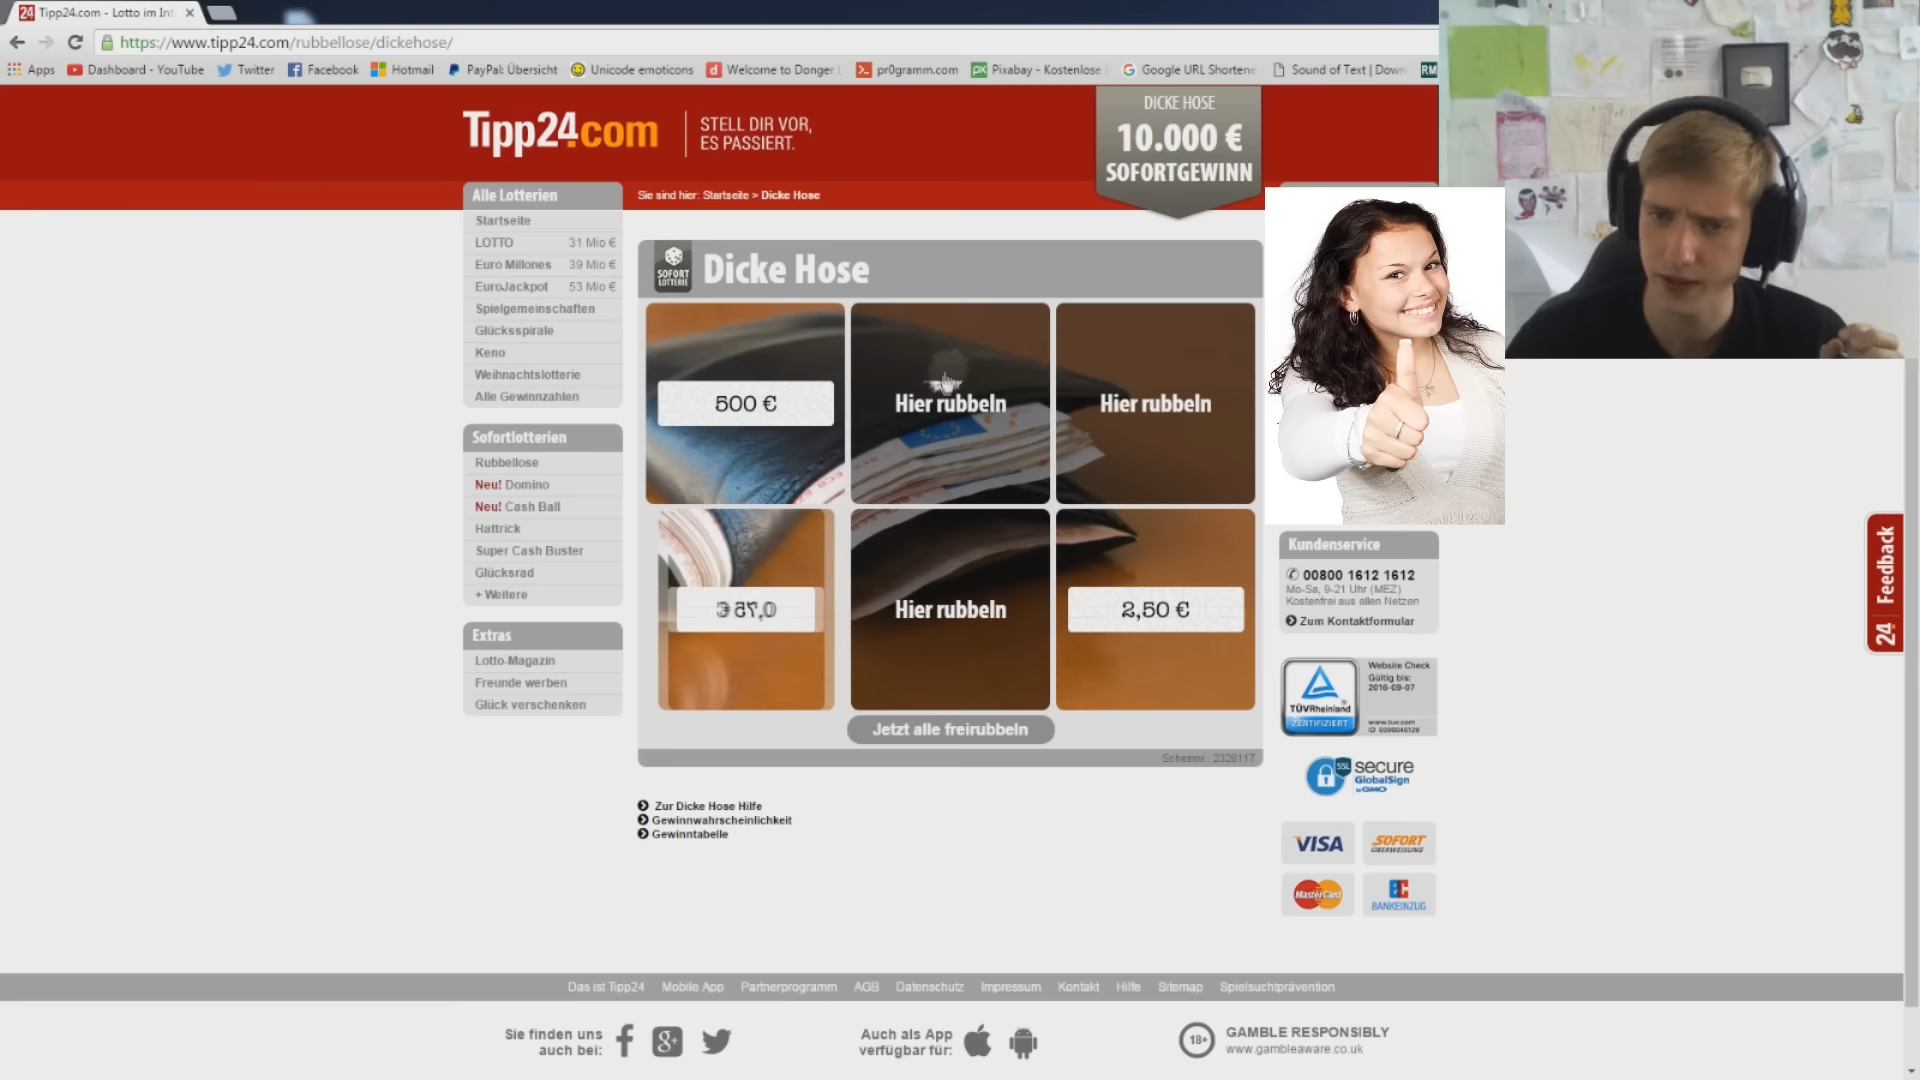 24 Tipp24.com - Lotto im Int
https://www.tipp24.com/rubbellose/dickehose/
Apps Dashboard - YouTube Twitter Facebook Hotmail PayPal: Übersicht Unicode emoticons Welcome to Donger pr0gramm.com Pixabay - Kostenlose Google URL Shortene Sound of Text | Down RM
Tipp24.com
STELL DIR VOR,
ES PASSIERT.
DICKE HOSE
10.000 €
SOFORTGEWINN
Alle Lotterien
Startseite
LOTTO 31 Mio €
Euro Millones 39 Mio €
EuroJackpot 53 Mio €
Spielgemeinschaften
Glücksspirale
Keno
Weihnachtslotterie
Alle Gewinnzahlen
Sofortlotterien
Rubbellose
Neu! Domino
Neu! Cash Ball
Hattrick
Super Cash Buster
Glücksrad
+ Weitere
Extras
Lotto-Magazin
Freunde werben
Glück verschenken
Sie sind hier: Startseite > Dicke Hose
SOFORT
LOTTERIE
Dicke Hose
500 €
Hier rubbeln
Hier rubbeln
0,75 €
Hier rubbeln
2,50 €
Jetzt alle freirubbeln
Scheinnr.: 2326117
Zur Dicke Hose Hilfe
Gewinnwahrscheinlichkeit
Gewinntabelle
Kundenservice
00800 1612 1612
Mo-Sa, 9-21 Uhr (MEZ)
Kostenfrei aus allen Netzen
Zum Kontaktformular
TÜVRheinland
ZERTIFIZIERT
Website Check
Gültig bis:
2016-09-07
www.tuv.com
ID 0000046129
SSL
secure
GlobalSign
by GMO
VISA
SOFORT
ÜBERWEISUNG
MasterCard
BANKEINZUG
24 Feedback
Das ist Tipp24 Mobile App Partnerprogramm AGB Datenschutz Impressum Kontakt Hilfe Sitemap Spielsuchtprävention
Sie finden uns
auch bei:
g+
Auch als App
verfügbar für:
18+
GAMBLE RESPONSIBLY
www.gambleaware.co.uk